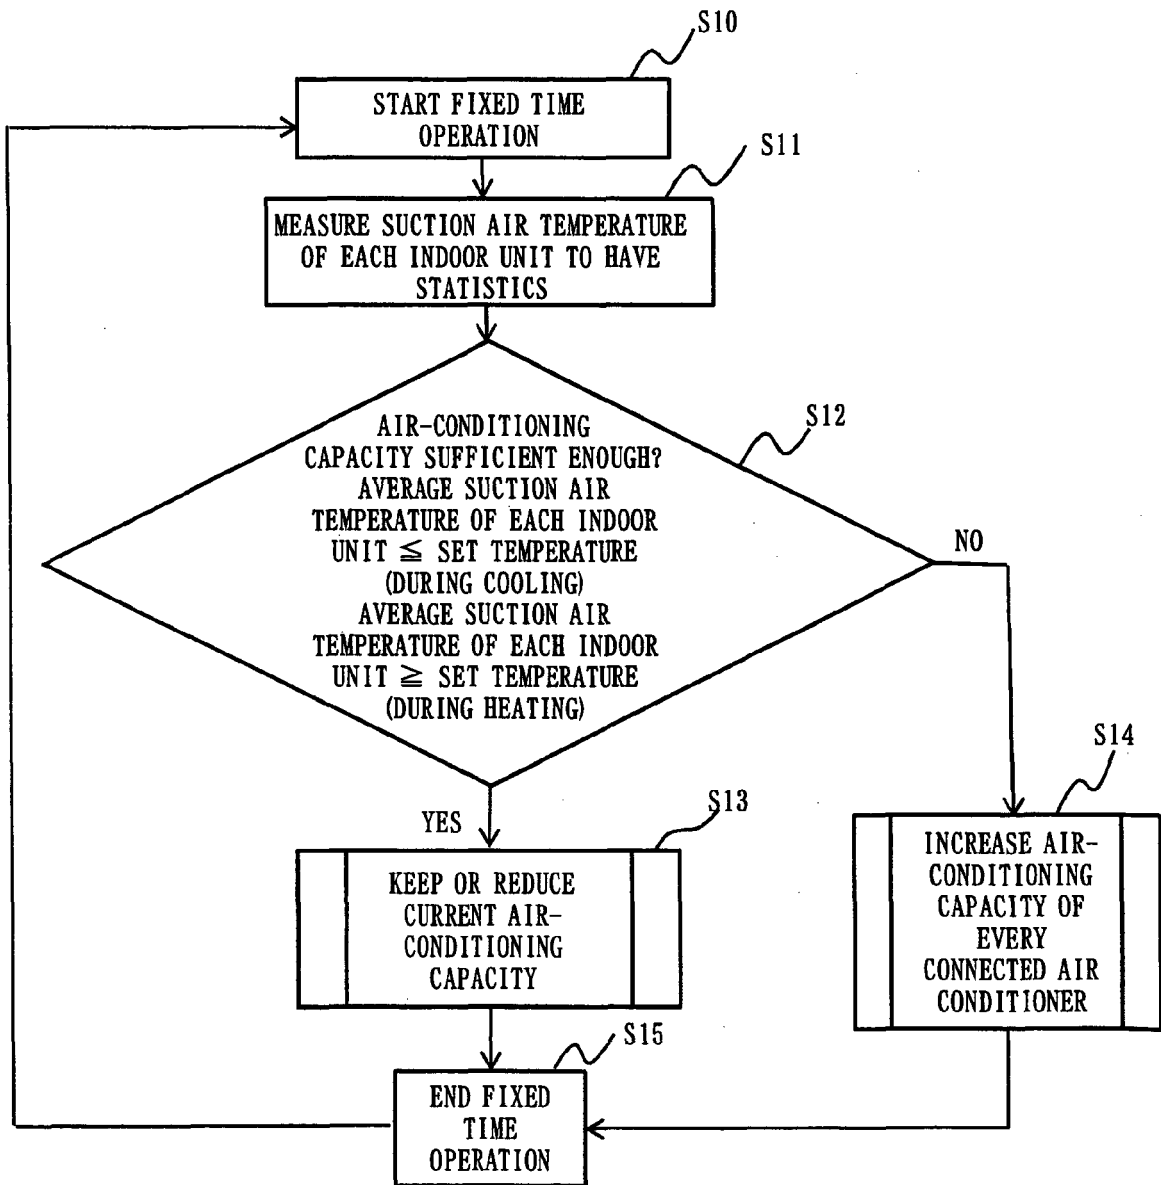 S10
START FIXED TIME
OPERATION
S11
MEASURE SUCTION AIR TEMPERATURE
OF EACH INDOOR UNIT TO HAVE
STATISTICS
S12
AIR-CONDITIONING
CAPACITY SUFFICIENT ENOUGH?
AVERAGE SUCTION AIR
TEMPERATURE OF EACH INDOOR
UNIT ≦ SET TEMPERATURE
(DURING COOLING)
AVERAGE SUCTION AIR
TEMPERATURE OF EACH INDOOR
UNIT ≧ SET TEMPERATURE
(DURING HEATING)
NO
YES
S13
KEEP OR REDUCE
CURRENT AIR-
CONDITIONING
CAPACITY
S14
INCREASE AIR-
CONDITIONING
CAPACITY OF
EVERY
CONNECTED AIR
CONDITIONER
S15
END FIXED
TIME
OPERATION